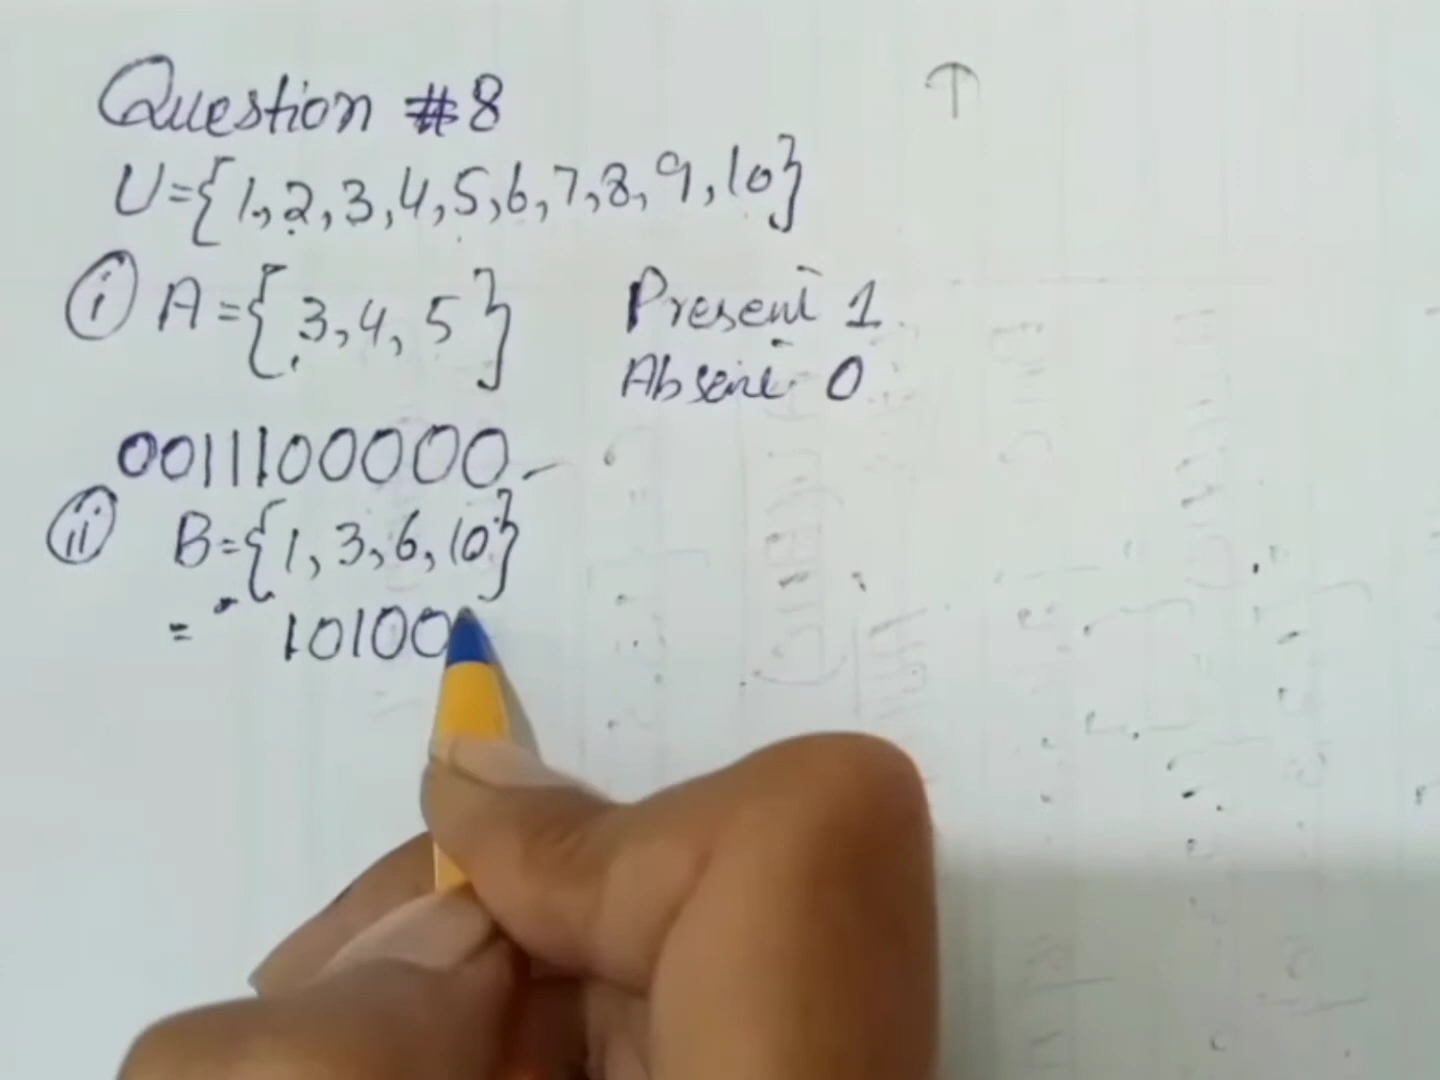 Question #8
U={1,2,3,4,5,6,7,8,9,10}
i A={3,4,5}
Present 1
Absent 0
0011100000
ii B={1,3,6,10}
= 10100